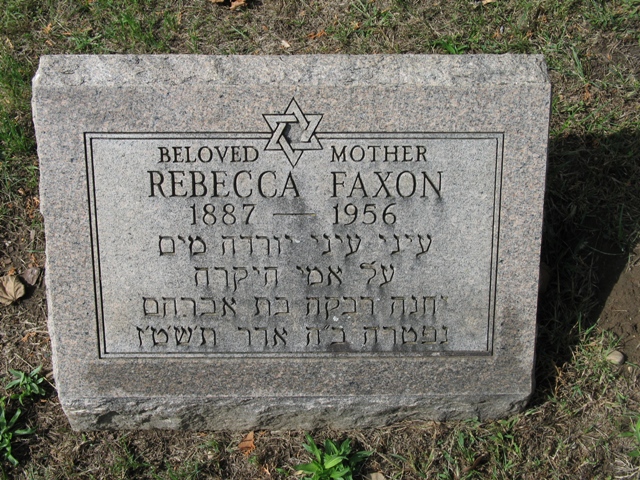 BELOVED MOTHER
REBECCA FAXON
1887 — 1956
עיני עיני יורדה מים
על אמי היקרה
חנה רבקה בת אברהם
נפטרה ב״ה אדר תשט״ז